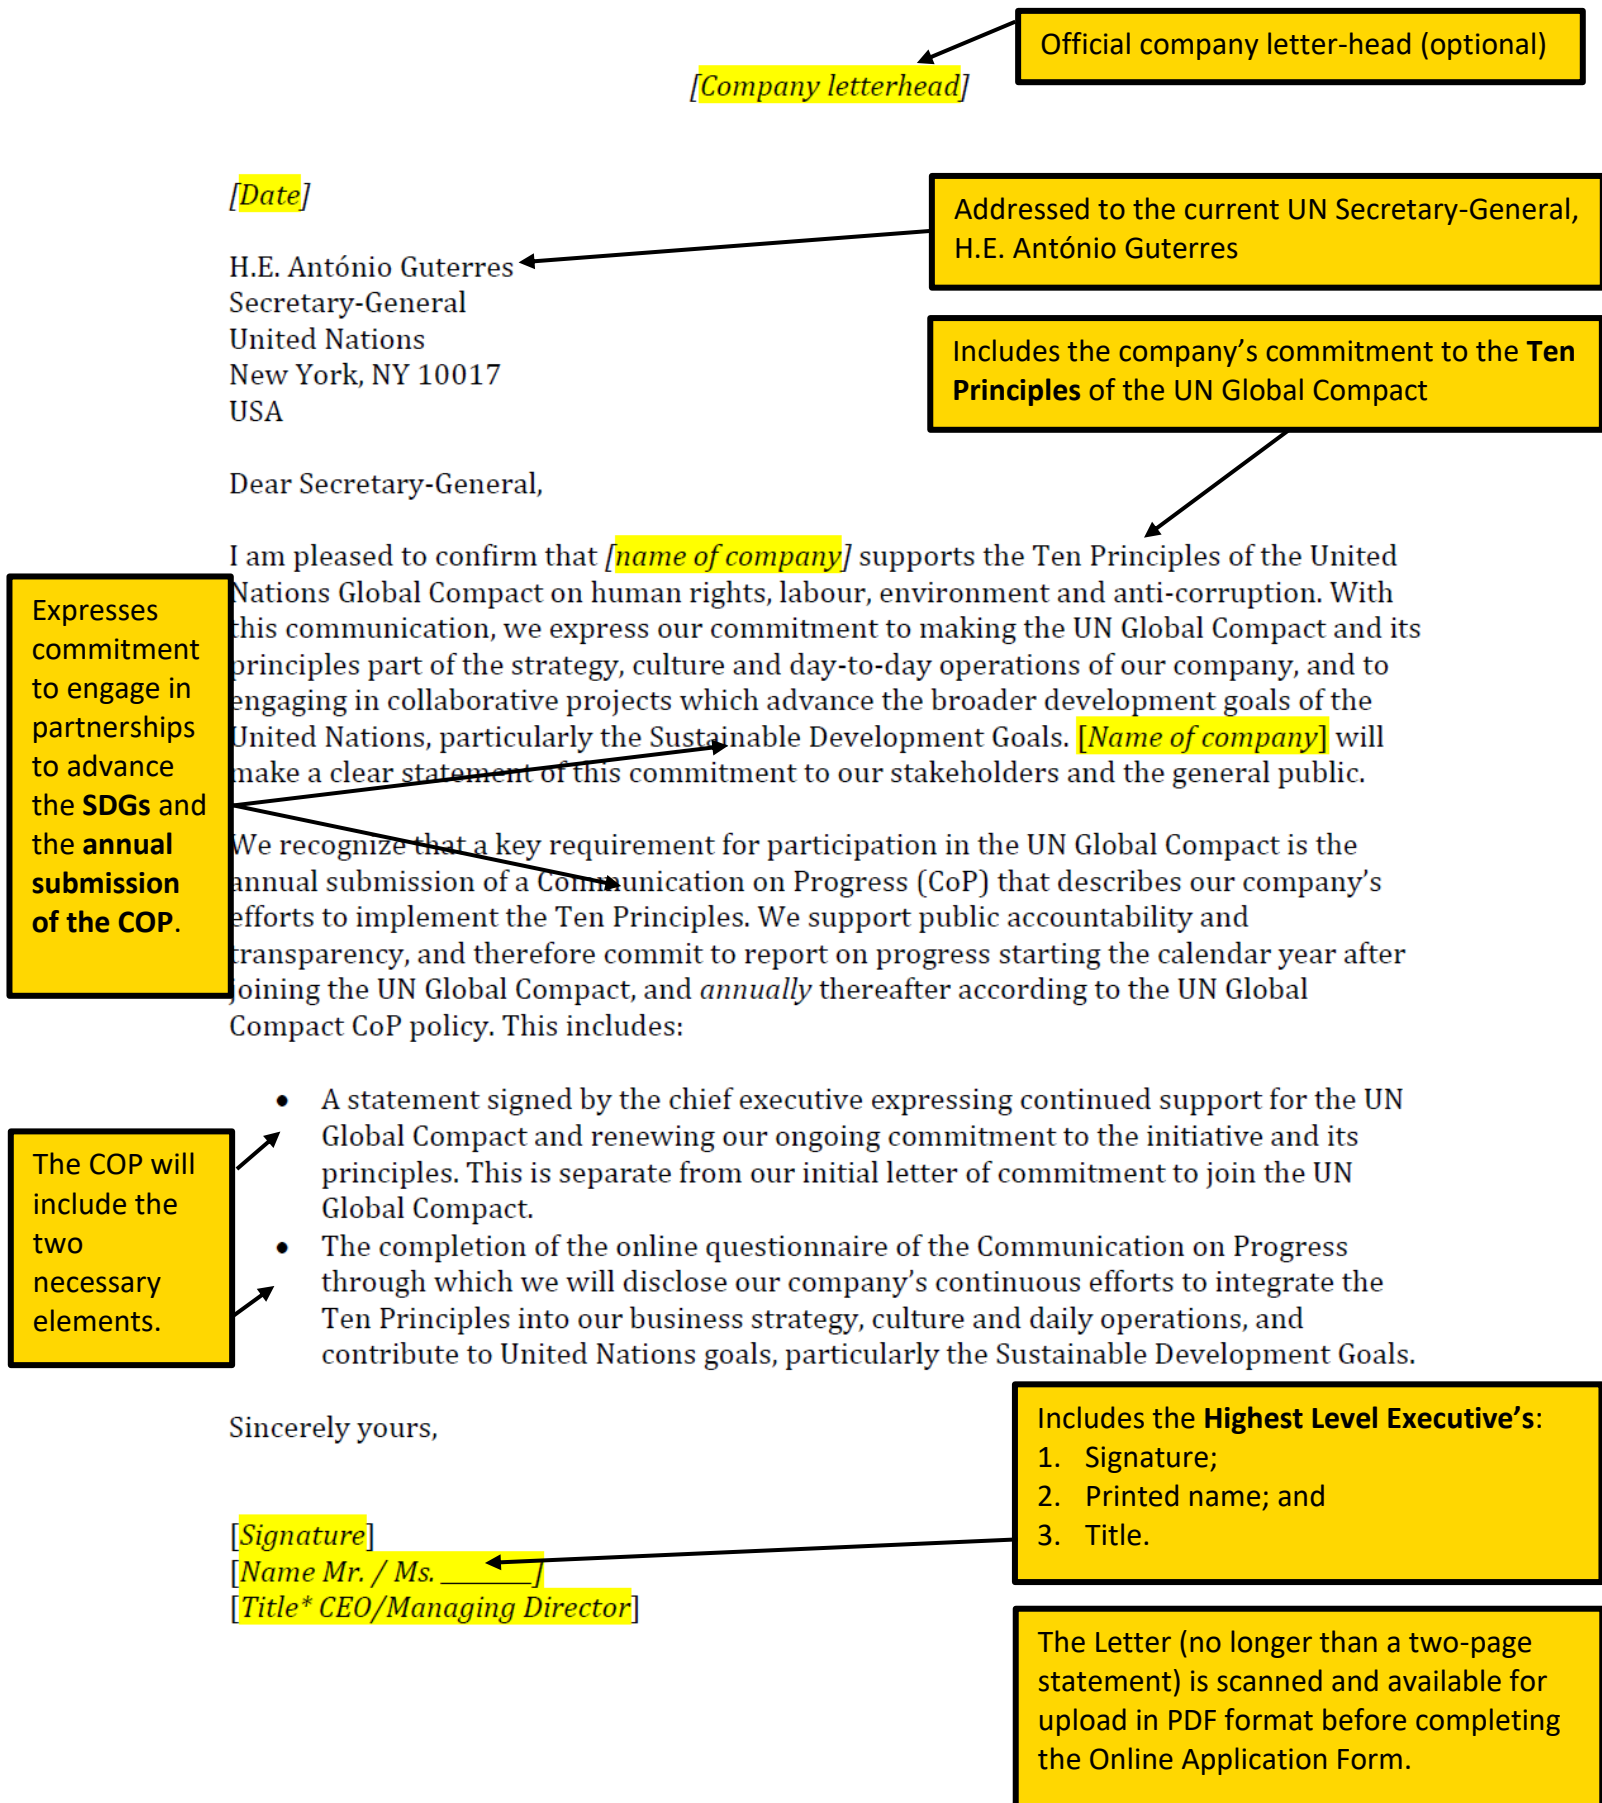 Official company letter-head (optional)
[Company letterhead]
[Date]
Addressed to the current UN Secretary-General,
H.E. António Guterres
H.E. António Guterres
Secretary-General
United Nations
New York, NY 10017
USA
Includes the company’s commitment to the Ten
Principles of the UN Global Compact
Dear Secretary-General,
I am pleased to confirm that [name of company] supports the Ten Principles of the United
Nations Global Compact on human rights, labour, environment and anti-corruption. With
this communication, we express our commitment to making the UN Global Compact and its
principles part of the strategy, culture and day-to-day operations of our company, and to
engaging in collaborative projects which advance the broader development goals of the
United Nations, particularly the Sustainable Development Goals. [Name of company] will
make a clear statement of this commitment to our stakeholders and the general public.
Expresses
commitment
to engage in
partnerships
to advance
the SDGs and
the annual
submission
of the COP.
We recognize that a key requirement for participation in the UN Global Compact is the
annual submission of a Communication on Progress (CoP) that describes our company’s
efforts to implement the Ten Principles. We support public accountability and
transparency, and therefore commit to report on progress starting the calendar year after
joining the UN Global Compact, and annually thereafter according to the UN Global
Compact CoP policy. This includes:
• A statement signed by the chief executive expressing continued support for the UN
Global Compact and renewing our ongoing commitment to the initiative and its
principles. This is separate from our initial letter of commitment to join the UN
Global Compact.
• The completion of the online questionnaire of the Communication on Progress
through which we will disclose our company’s continuous efforts to integrate the
Ten Principles into our business strategy, culture and daily operations, and
contribute to United Nations goals, particularly the Sustainable Development Goals.
The COP will
include the
two
necessary
elements.
Sincerely yours,
Includes the Highest Level Executive’s:
1. Signature;
2. Printed name; and
3. Title.
[Signature]
[Name Mr. / Ms. ______]
[Title* CEO/Managing Director]
The Letter (no longer than a two-page
statement) is scanned and available for
upload in PDF format before completing
the Online Application Form.